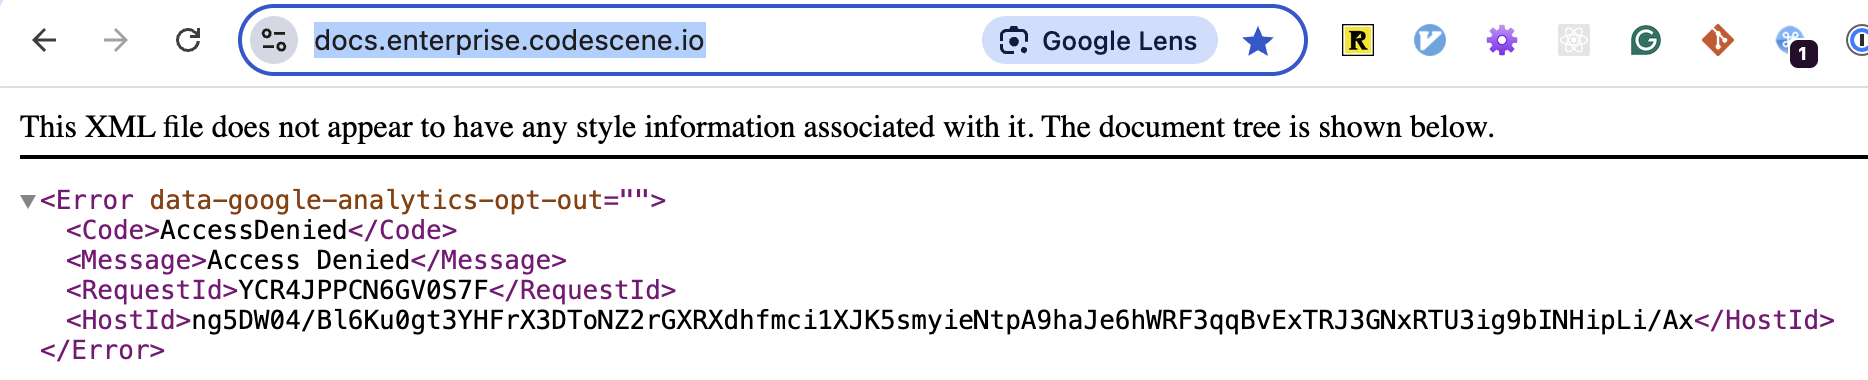 docs.enterprise.codescene.io Google Lens R 1
This XML file does not appear to have any style information associated with it. The document tree is shown below.
▼<Error data-google-analytics-opt-out="">
<Code>AccessDenied</Code>
<Message>Access Denied</Message>
<RequestId>YCR4JPPCN6GV0S7F</RequestId>
<HostId>ng5DW04/Bl6Ku0gt3YHFrX3DToNZ2rGXRXdhfmci1XJK5smyieNtpA9haJe6hWRF3qqBvExTRJ3GNxRTU3ig9bINHipLi/Ax</HostId>
</Error>